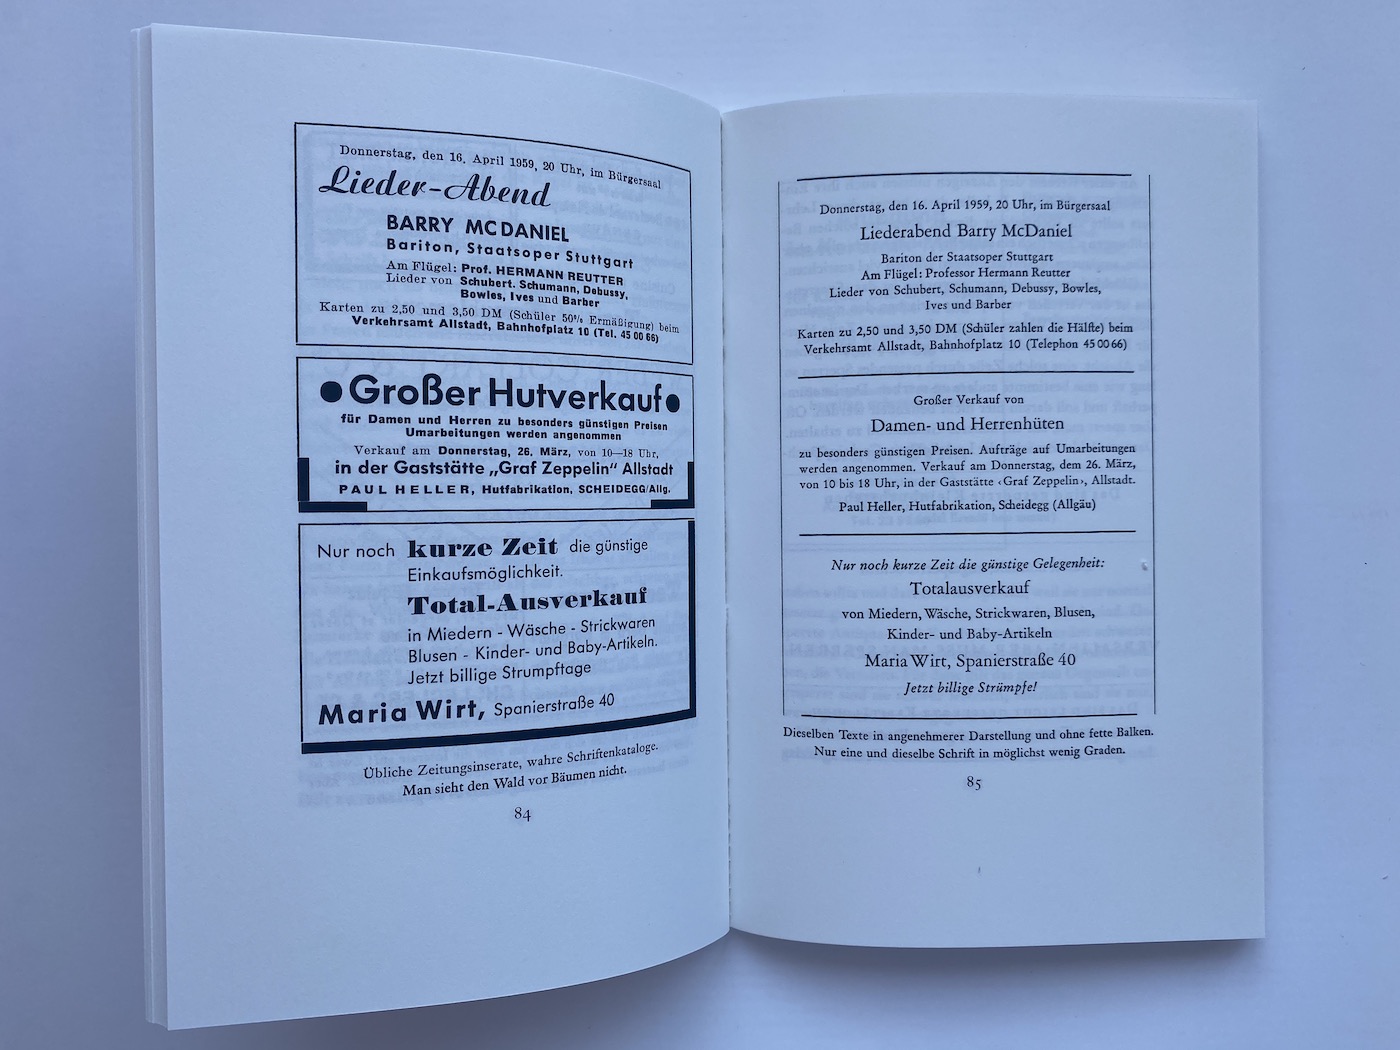 Donnerstag, den 16. April 1959, 20 Uhr, im Bürgersaal
Lieder-Abend
BARRY MCDANIEL
Bariton, Staatsoper Stuttgart
Am Flügel: Prof. HERMANN REUTTER
Lieder von Schubert. Schumann, Debussy,
Bowles, Ives und Barber
Karten zu 2,50 und 3,50 DM (Schüler 50% Ermäßigung) beim
Verkehrsamt Allstadt, Bahnhofplatz 10 (Tel. 45 00 66)
● Großer Hutverkauf ●
für Damen und Herren zu besonders günstigen Preisen
Umarbeitungen werden angenommen
Verkauf am Donnerstag, 26. März, von 10—18 Uhr,
in der Gaststätte „Graf Zeppelin“ Allstadt
PAUL HELLER, Hutfabrikation, SCHEIDEGG/Allg.
Nur noch kurze Zeit die günstige
Einkaufsmöglichkeit.
Total-Ausverkauf
in Miedern - Wäsche - Strickwaren
Blusen - Kinder- und Baby-Artikeln.
Jetzt billige Strumpftage
Maria Wirt, Spanierstraße 40
Übliche Zeitungsinserate, wahre Schriftenkataloge.
Man sieht den Wald vor Bäumen nicht.
84
Donnerstag, den 16. April 1959, 20 Uhr, im Bürgersaal
Liederabend Barry McDaniel
Bariton der Staatsoper Stuttgart
Am Flügel: Professor Hermann Reutter
Lieder von Schubert, Schumann, Debussy, Bowles,
Ives und Barber
Karten zu 2,50 und 3,50 DM (Schüler zahlen die Hälfte) beim
Verkehrsamt Allstadt, Bahnhofplatz 10 (Telephon 45 00 66)
Großer Verkauf von
Damen- und Herrenhüten
zu besonders günstigen Preisen. Aufträge auf Umarbeitungen
werden angenommen. Verkauf am Donnerstag, dem 26. März,
von 10 bis 18 Uhr, in der Gaststätte ‹Graf Zeppelin›, Allstadt.
Paul Heller, Hutfabrikation, Scheidegg (Allgäu)
Nur noch kurze Zeit die günstige Gelegenheit:
Totalausverkauf
von Miedern, Wäsche, Strickwaren, Blusen,
Kinder- und Baby-Artikeln
Maria Wirt, Spanierstraße 40
Jetzt billige Strümpfe!
Dieselben Texte in angenehmerer Darstellung und ohne fette Balken.
Nur eine und dieselbe Schrift in möglichst wenig Graden.
85